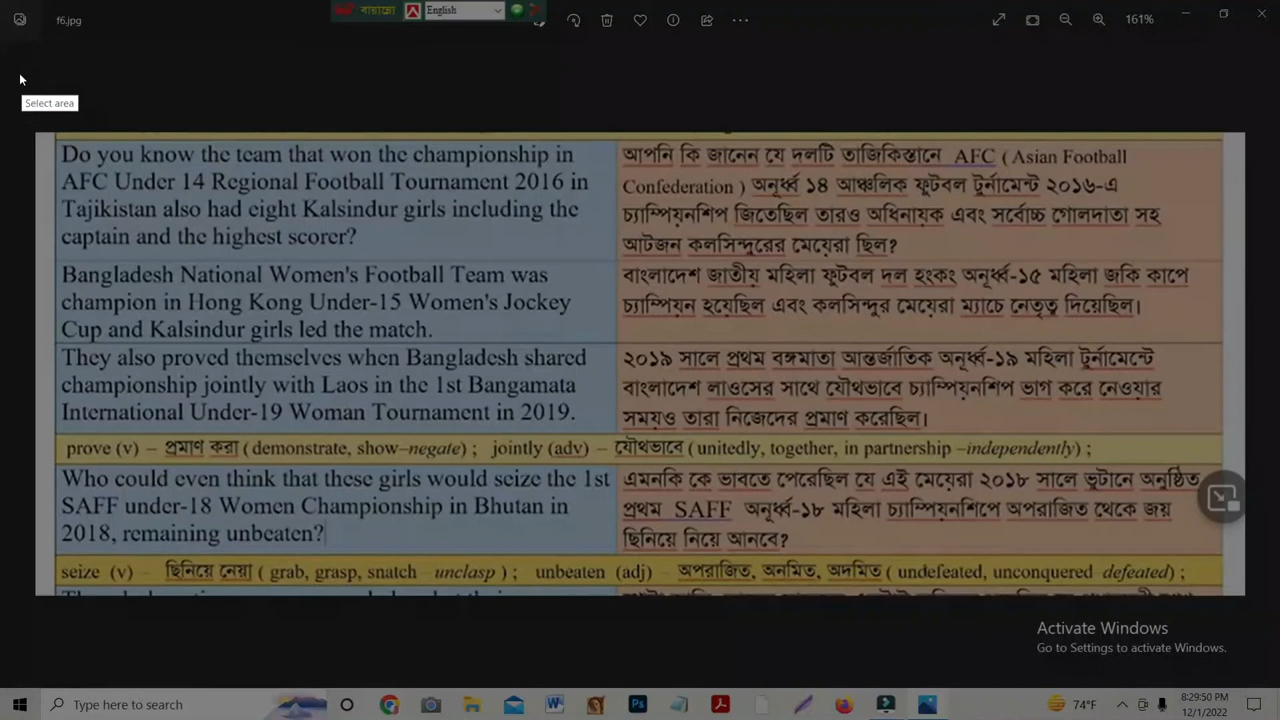 f6.jpg
বায়ান্নো
English
161%
Select area
Do you know the team that won the championship in
AFC Under 14 Regional Football Tournament 2016 in
Tajikistan also had eight Kalsindur girls including the
captain and the highest scorer?
আপনি কি জানেন যে দলটি তাজিকিস্তানে AFC ( Asian Football
Confederation ) অনূর্ধ্ব ১৪ আঞ্চলিক ফুটবল টুর্নামেন্ট ২০১৬-এ
চ্যাম্পিয়নশিপ জিতেছিল তারও অধিনায়ক এবং সর্বোচ্চ গোলদাতা সহ
আটজন কলসিন্দুরের মেয়েরা ছিল?
Bangladesh National Women's Football Team was
champion in Hong Kong Under-15 Women's Jockey
Cup and Kalsindur girls led the match.
বাংলাদেশ জাতীয় মহিলা ফুটবল দল হংকং অনূর্ধ্ব-১৫ মহিলা জকি কাপে
চ্যাম্পিয়ন হয়েছিল এবং কলসিন্দুর মেয়েরা ম্যাচে নেতৃত্ব দিয়েছিল।
They also proved themselves when Bangladesh shared
championship jointly with Laos in the 1st Bangamata
International Under-19 Woman Tournament in 2019.
২০১৯ সালে প্রথম বঙ্গমাতা আন্তর্জাতিক অনূর্ধ্ব-১৯ মহিলা টুর্নামেন্টে
বাংলাদেশ লাওসের সাথে যৌথভাবে চ্যাম্পিয়নশিপ ভাগ করে নেওয়ার
সময়ও তারা নিজেদের প্রমাণ করেছিল।
prove (v) – প্রমাণ করা ( demonstrate, show–negate) ; jointly (adv) – যৌথভাবে ( unitedly, together, in partnership –independently) ;
Who could even think that these girls would seize the 1st
SAFF under-18 Women Championship in Bhutan in
2018, remaining unbeaten?
এমনকি কে ভাবতে পেরেছিল যে এই মেয়েরা ২০১৮ সালে ভুটানে অনুষ্ঠিত
প্রথম SAFF অনূর্ধ্ব-১৮ মহিলা চ্যাম্পিয়নশিপে অপরাজিত থেকে জয়
ছিনিয়ে নিয়ে আনবে?
seize (v) – ছিনিয়ে নেয়া ( grab, grasp, snatch –unclasp ) ; unbeaten (adj) – অপরাজিত, অনমিত, অদমিত ( undefeated, unconquered –defeated) ;
Activate Windows
Go to Settings to activate Windows.
Type here to search
74°F
8:29:50 PM
12/1/2022